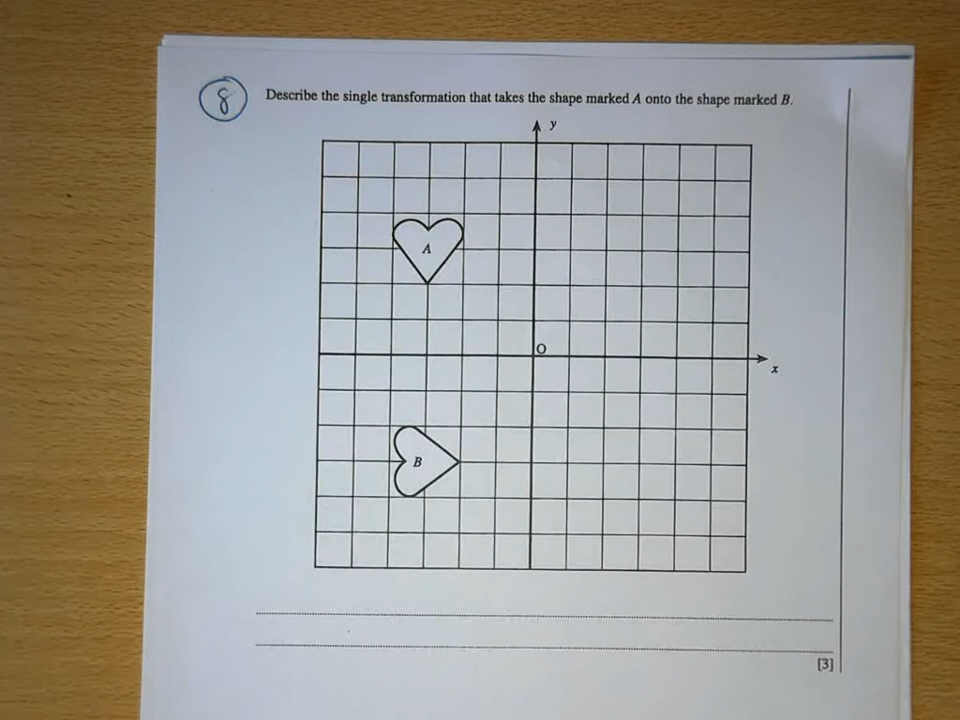 8
Describe the single transformation that takes the shape marked A onto the shape marked B.
y
A
O
x
B
[3]